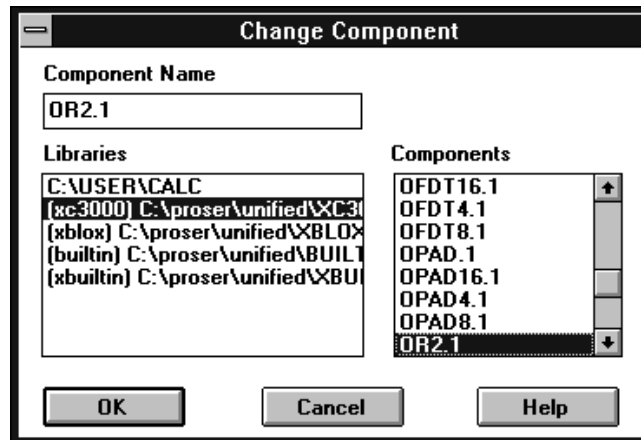 Change Component
Component Name
OR2.1
Libraries
C:\USER\CALC
(xc3000) C:\proser\unified\XC30
(xblox) C:\proser\unified\XBLOX
(builtin) C:\proser\unified\BUILT
(xbuiltin) C:\proser\unified\XBUI
Components
OFDT16.1
OFDT4.1
OFDT8.1
OPAD.1
OPAD16.1
OPAD4.1
OPAD8.1
OR2.1
OK
Cancel
Help